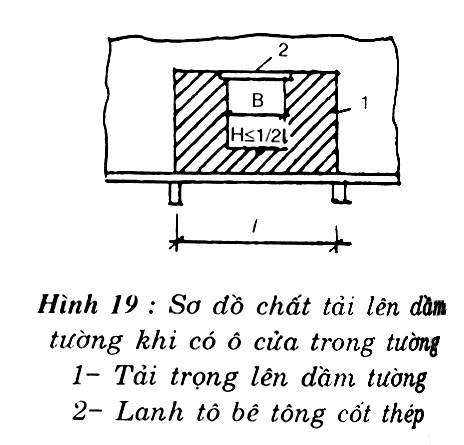 2
B
1
H≤1/2l
l
Hình 19 : Sơ đồ chất tải lên dầm
tường khi có ô cửa trong tường
1- Tải trọng lên dầm tường
2- Lanh tô bê tông cốt thép